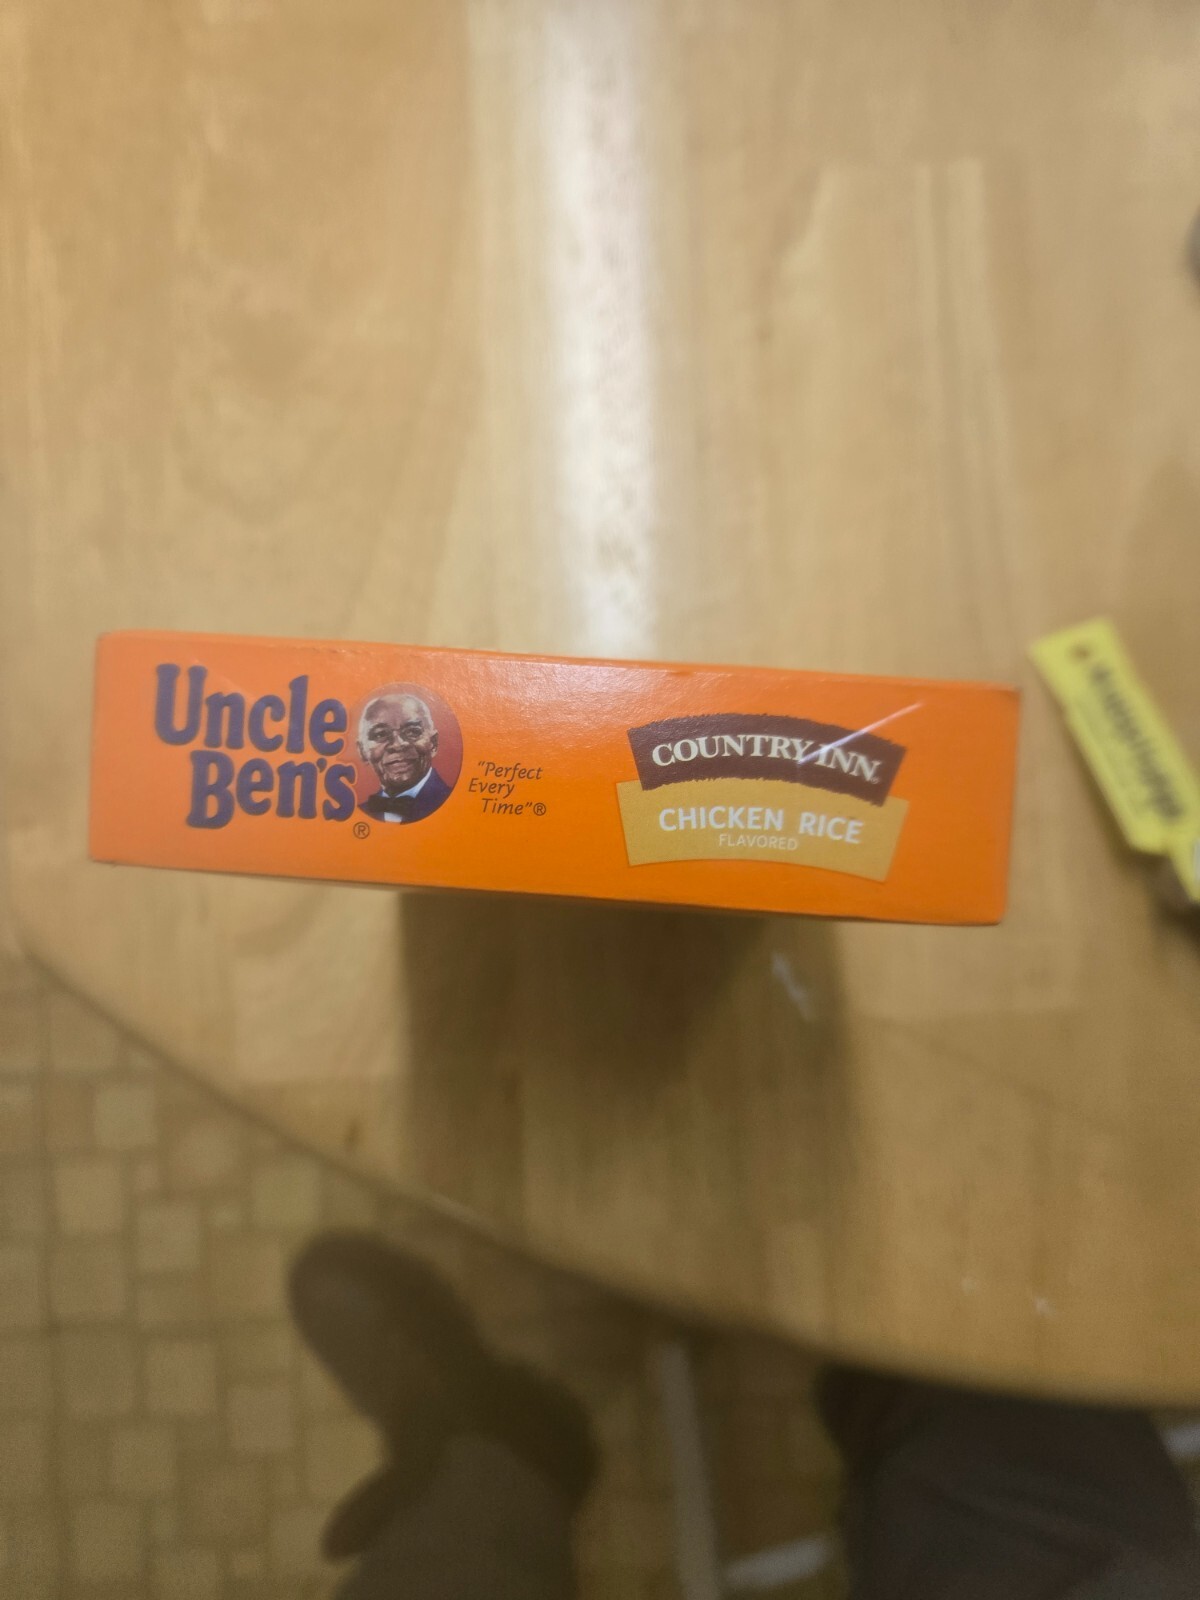 Uncle
Ben's®
"Perfect
Every
Time"®
COUNTRY INN®
CHICKEN RICE
FLAVORED